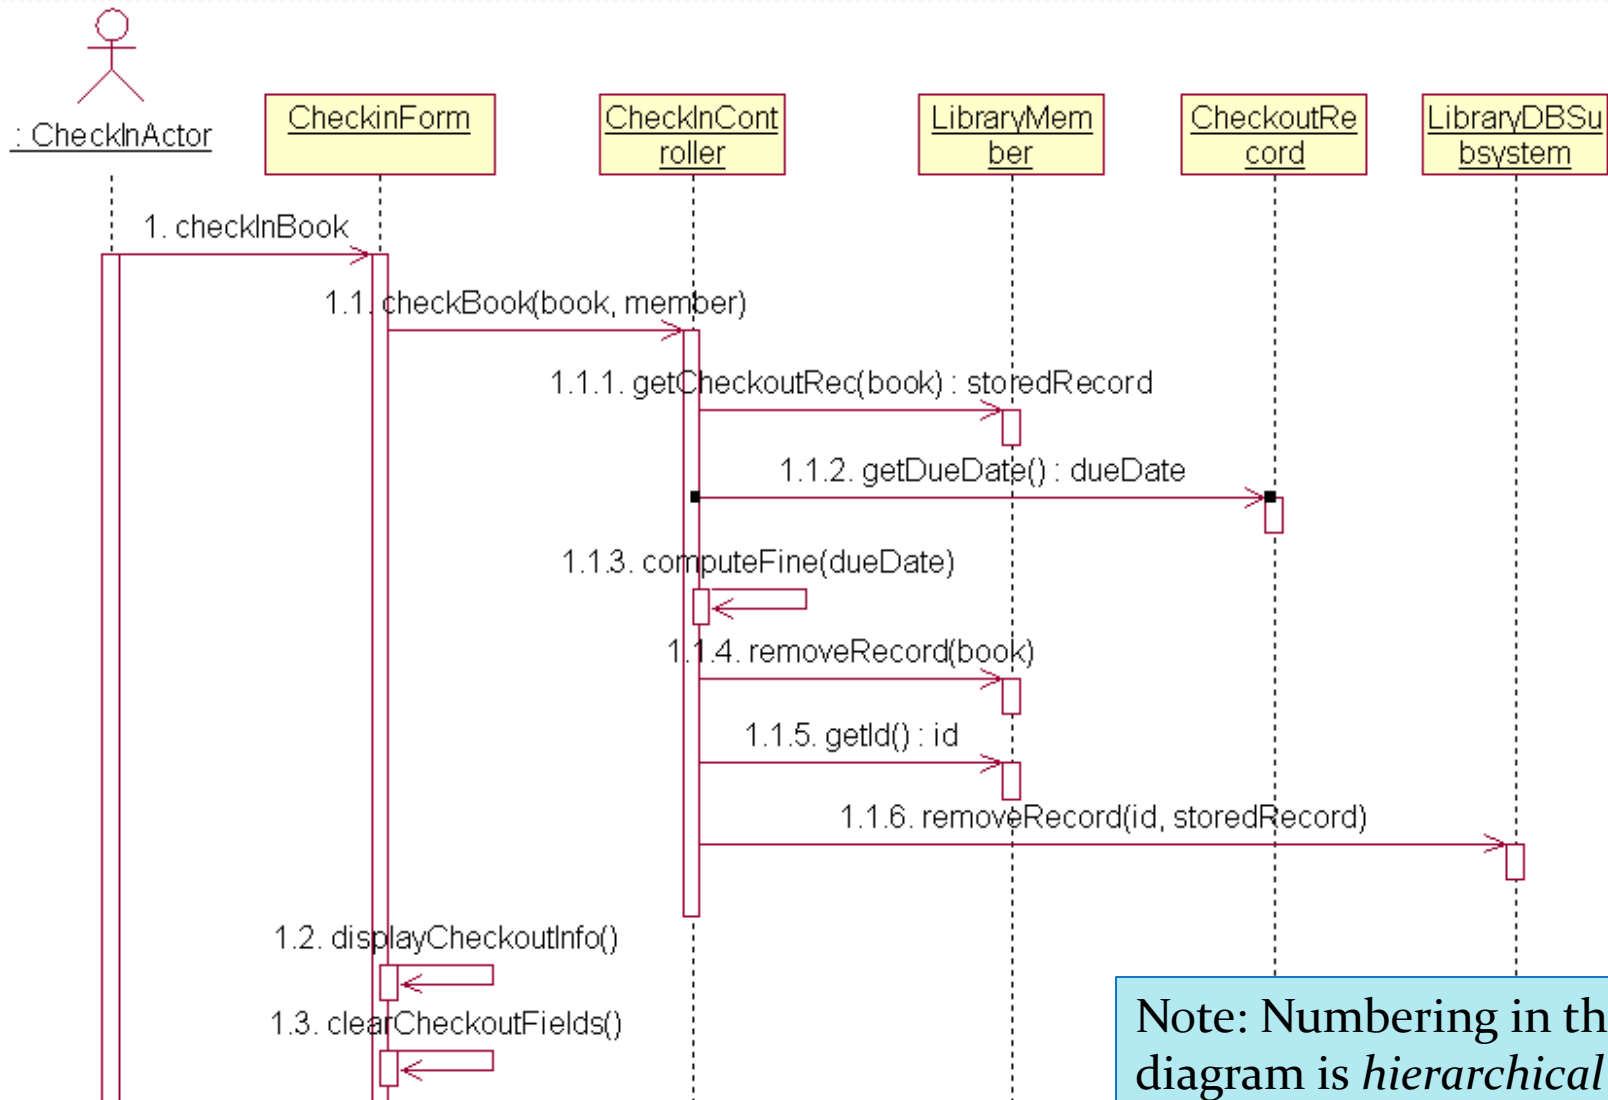 : CheckInActor
CheckinForm
CheckInCont
roller
LibraryMem
ber
CheckoutRe
cord
LibraryDBSu
bsystem
1. checkInBook
1.1. checkBook(book, member)
1.1.1. getCheckoutRec(book) : storedRecord
1.1.2. getDueDate() : dueDate
1.1.3. computeFine(dueDate)
1.1.4. removeRecord(book)
1.1.5. getId() : id
1.1.6. removeRecord(id, storedRecord)
1.2. displayCheckoutInfo()
1.3. clearCheckoutFields()
Note: Numbering in th
diagram is hierarchical